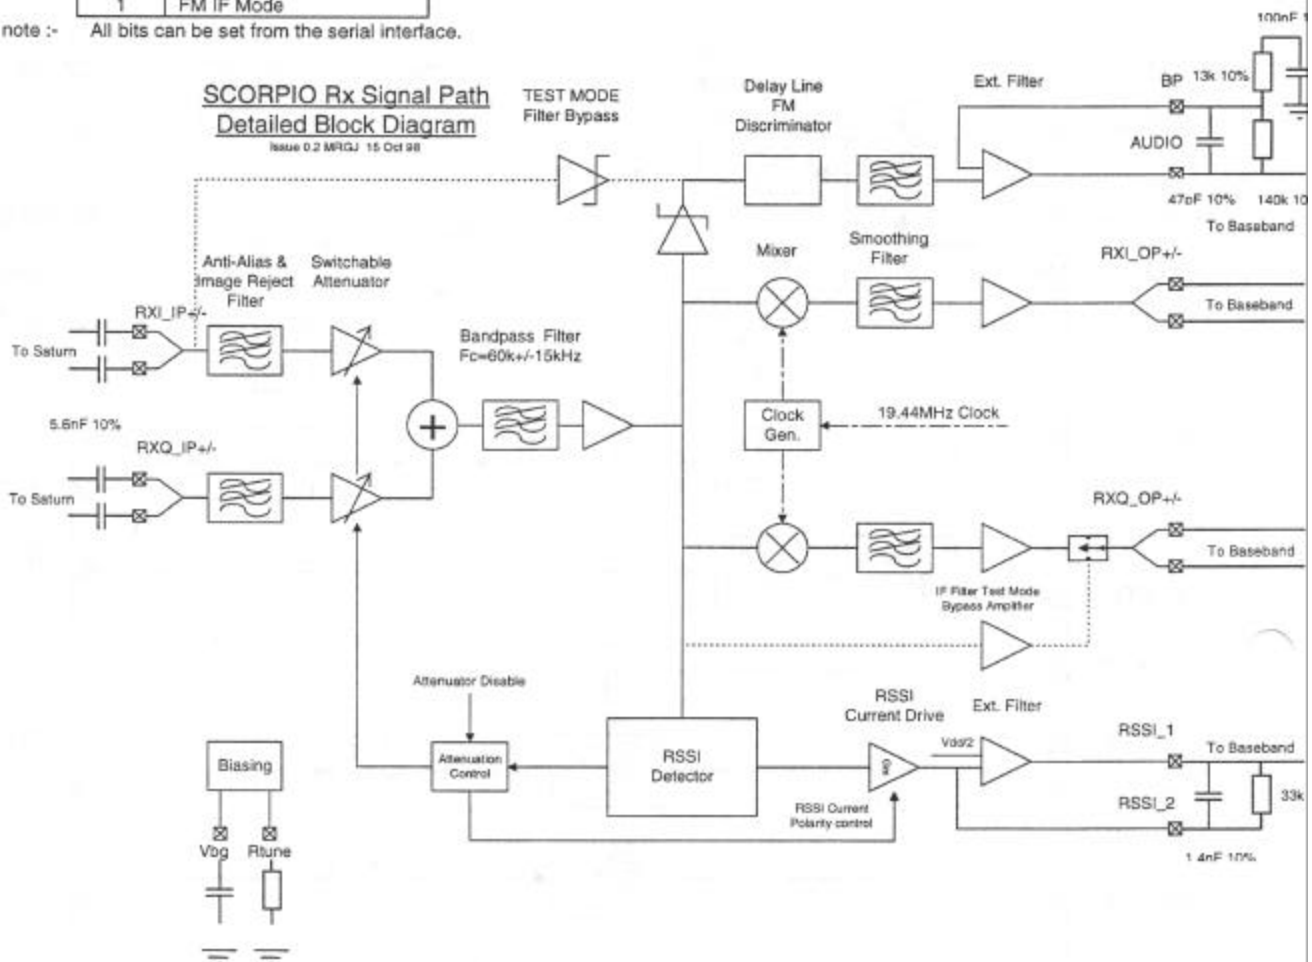 1 FM IF Mode
note :- All bits can be set from the serial interface.
SCORPIO Rx Signal Path
Detailed Block Diagram
Issue 0.2 MRGJ 15 Oct 98
TEST MODE
Filter Bypass
Delay Line
FM
Discriminator
Ext. Filter
BP
13k 10%
100nF 1
AUDIO
47pF 10%
140k 10
To Baseband
Anti-Alias &
Image Reject
Filter
Switchable
Attenuator
Mixer
Smoothing
Filter
RXI_OP+/-
To Baseband
RXI_IP+/-
To Saturn
Bandpass Filter
Fc=60k+/-15kHz
5.6nF 10%
+
Clock
Gen.
19.44MHz Clock
RXQ_IP+/-
To Saturn
RXQ_OP+/-
To Baseband
IF Filter Test Mode
Bypass Amplifier
Attenuator Disable
RSSI
Current Drive
Ext. Filter
Biasing
Attenuation
Control
RSSI
Detector
Gm
Vdd/2
RSSI_1
To Baseband
RSSI Current
Polarity control
RSSI_2
33k
1.4nF 10%
Vbg
Rtune